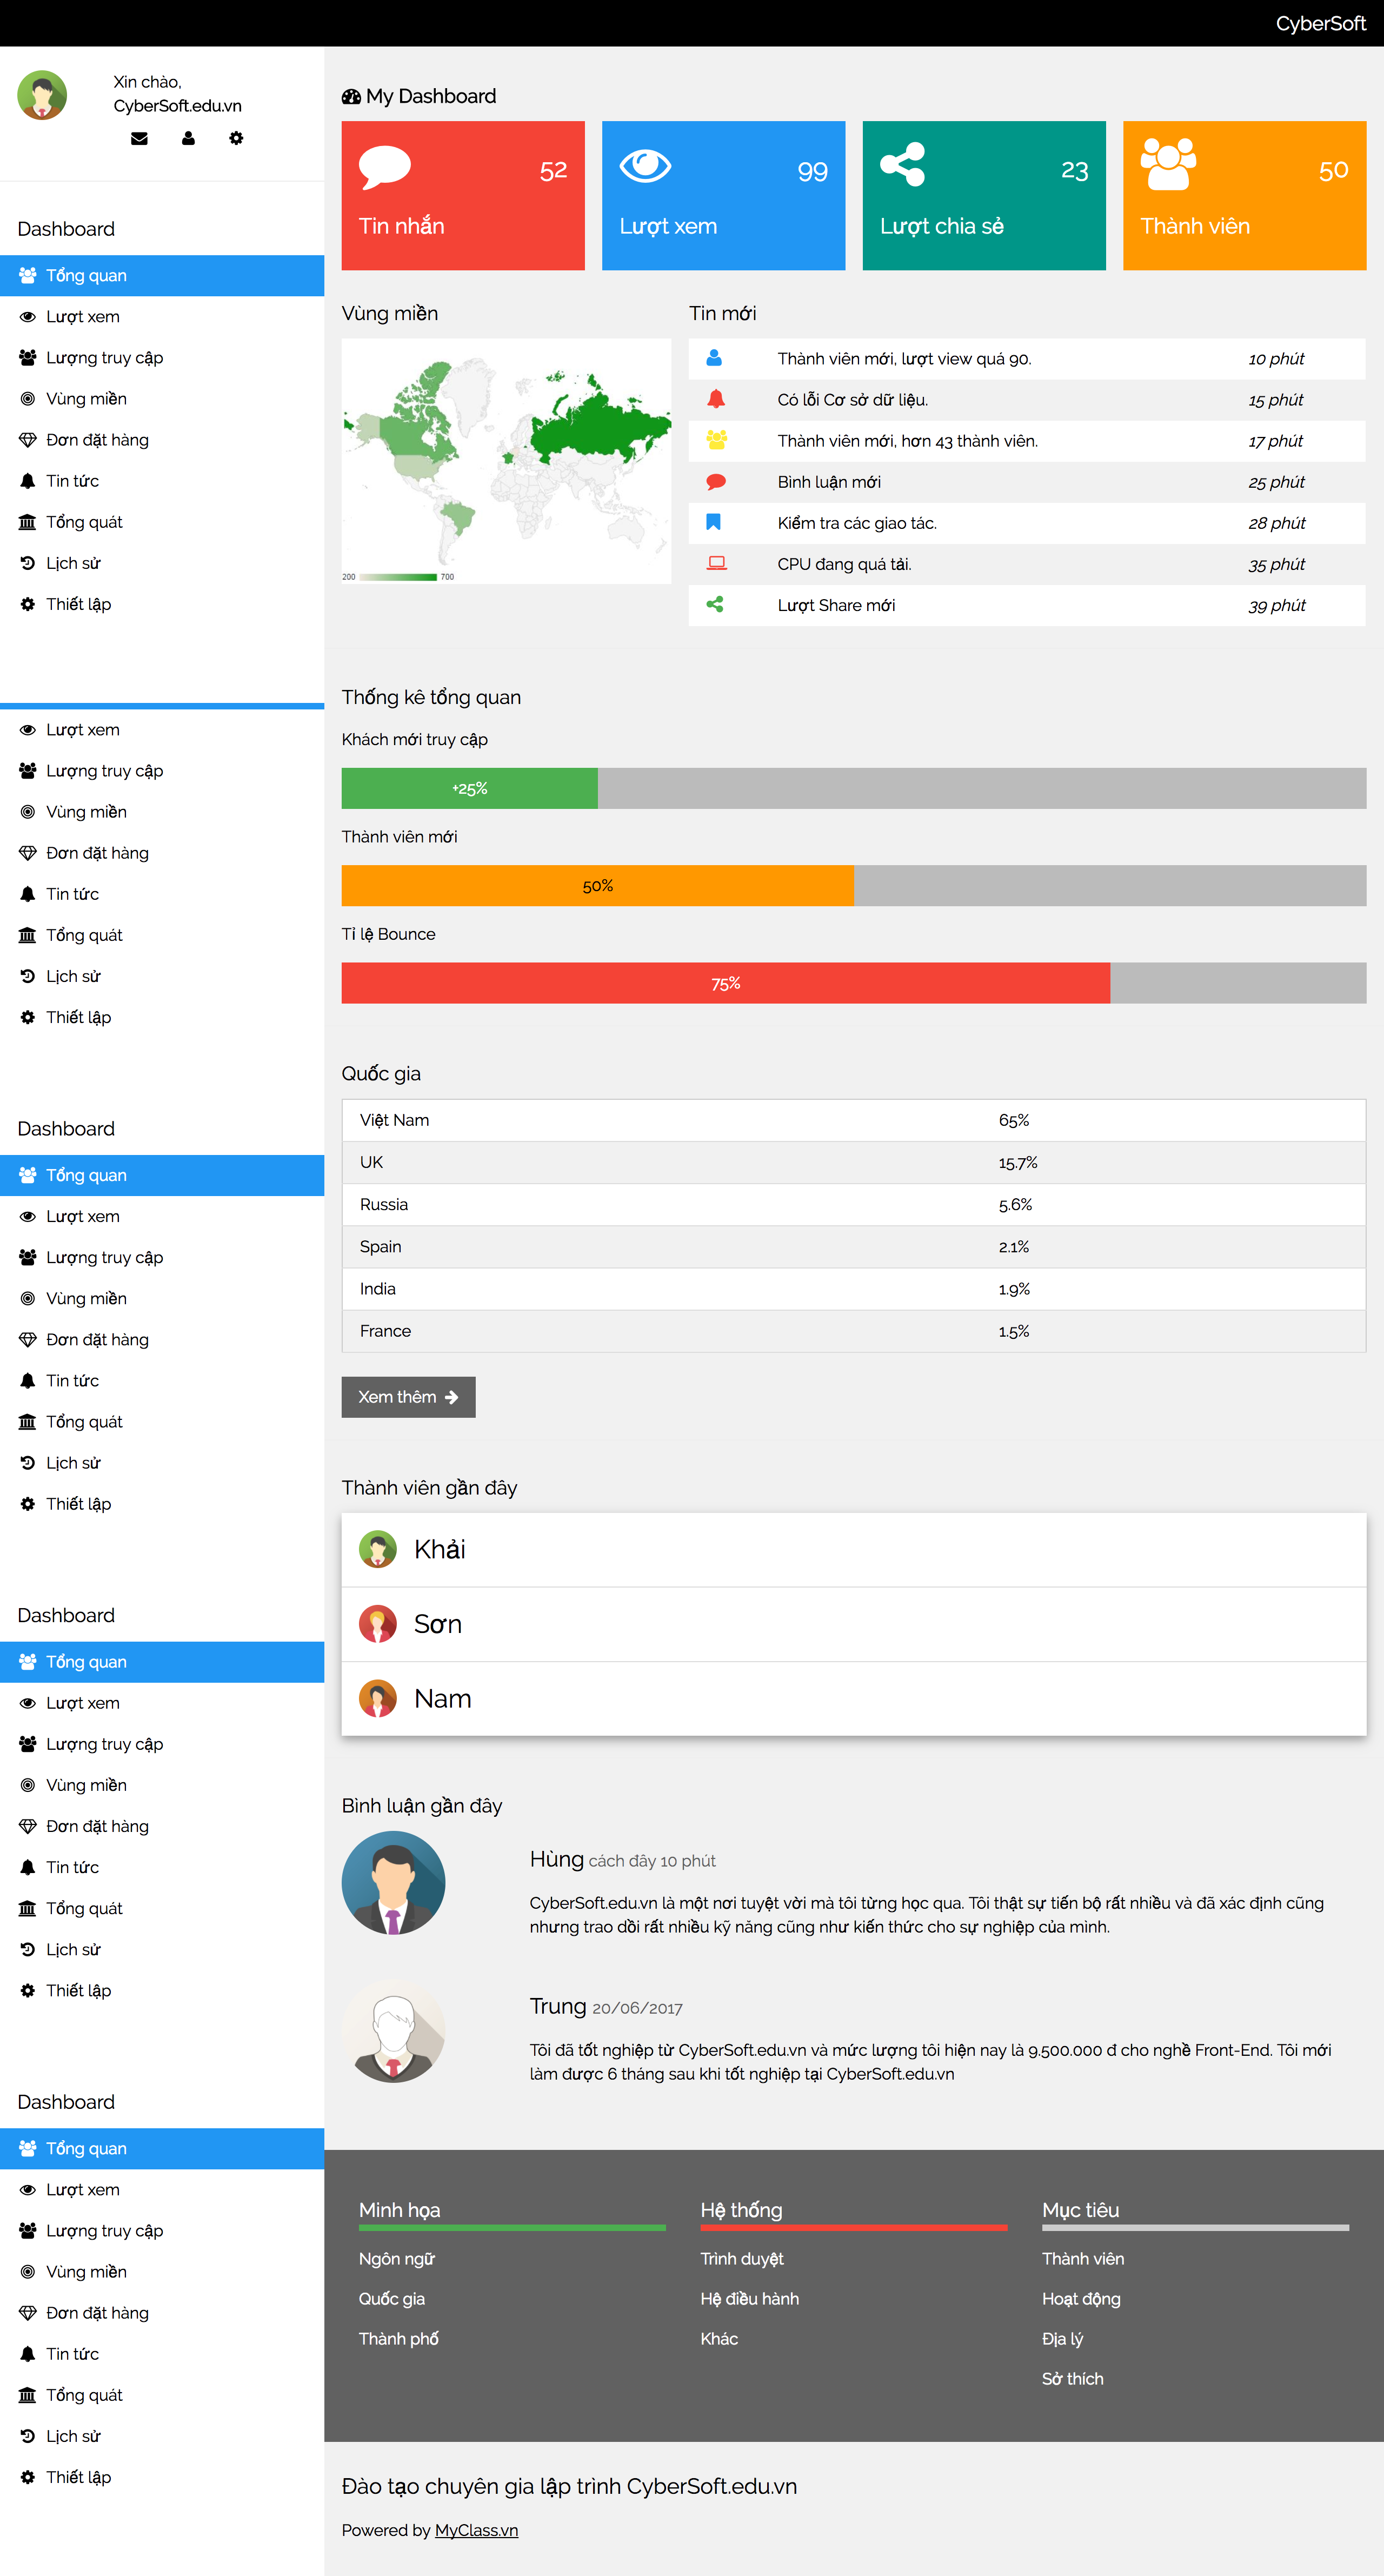 CyberSoft
Xin chào,
CyberSoft.edu.vn
Dashboard
Tổng quan
Lượt xem
Lượng truy cập
Vùng miền
Đơn đặt hàng
Tin tức
Tổng quát
Lịch sử
Thiết lập
Lượt xem
Lượng truy cập
Vùng miền
Đơn đặt hàng
Tin tức
Tổng quát
Lịch sử
Thiết lập
Dashboard
Tổng quan
Lượt xem
Lượng truy cập
Vùng miền
Đơn đặt hàng
Tin tức
Tổng quát
Lịch sử
Thiết lập
Dashboard
Tổng quan
Lượt xem
Lượng truy cập
Vùng miền
Đơn đặt hàng
Tin tức
Tổng quát
Lịch sử
Thiết lập
Dashboard
Tổng quan
Lượt xem
Lượng truy cập
Vùng miền
Đơn đặt hàng
Tin tức
Tổng quát
Lịch sử
Thiết lập
My Dashboard
52
Tin nhắn
99
Lượt xem
23
Lượt chia sẻ
50
Thành viên
Vùng miền
200 700
Tin mới
Thành viên mới, lượt view quá 90. 10 phút
Có lỗi Cơ sở dữ liệu. 15 phút
Thành viên mới, hơn 43 thành viên. 17 phút
Bình luận mới 25 phút
Kiểm tra các giao tác. 28 phút
CPU đang quá tải. 35 phút
Lượt Share mới 39 phút
Thống kê tổng quan
Khách mới truy cập
+25%
Thành viên mới
50%
Tỉ lệ Bounce
75%
Quốc gia
Việt Nam 65%
UK 15.7%
Russia 5.6%
Spain 2.1%
India 1.9%
France 1.5%
Xem thêm
Thành viên gần đây
Khải
Sơn
Nam
Bình luận gần đây
Hùng cách đây 10 phút
CyberSoft.edu.vn là một nơi tuyệt vời mà tôi từng học qua. Tôi thật sự tiến bộ rất nhiều và đã xác định cũng
nhưng trao dồi rất nhiều kỹ năng cũng như kiến thức cho sự nghiệp của mình.
Trung 20/06/2017
Tôi đã tốt nghiệp từ CyberSoft.edu.vn và mức lượng tôi hiện nay là 9.500.000 đ cho nghề Front-End. Tôi mới
làm được 6 tháng sau khi tốt nghiệp tại CyberSoft.edu.vn
Minh họa
Ngôn ngữ
Quốc gia
Thành phố
Hệ thống
Trình duyệt
Hệ điều hành
Khác
Mục tiêu
Thành viên
Hoạt động
Địa lý
Sở thích
Đào tạo chuyên gia lập trình CyberSoft.edu.vn
Powered by MyClass.vn